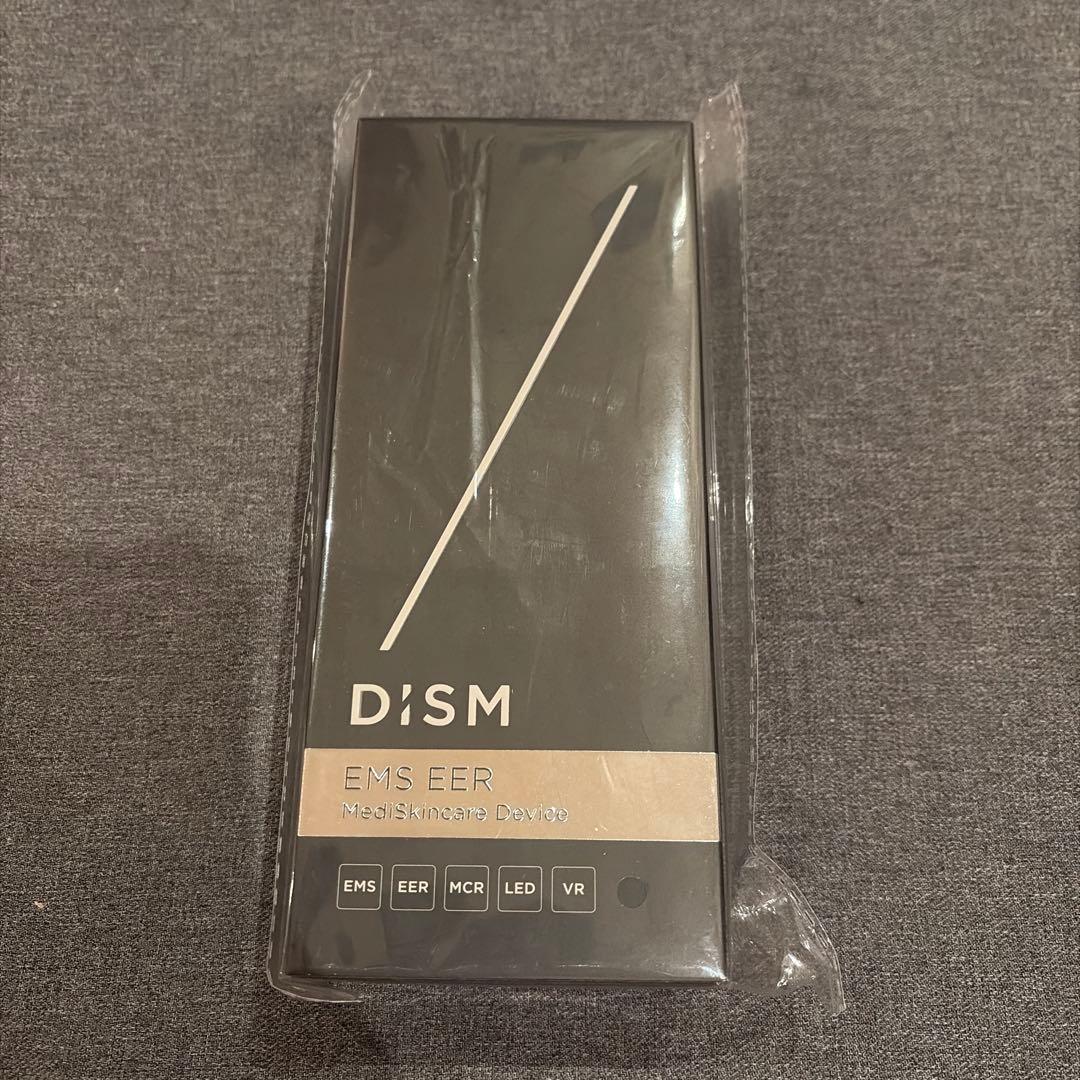 DISM
EMS EER
MediSkincare Device
EMS EER MCR LED VR